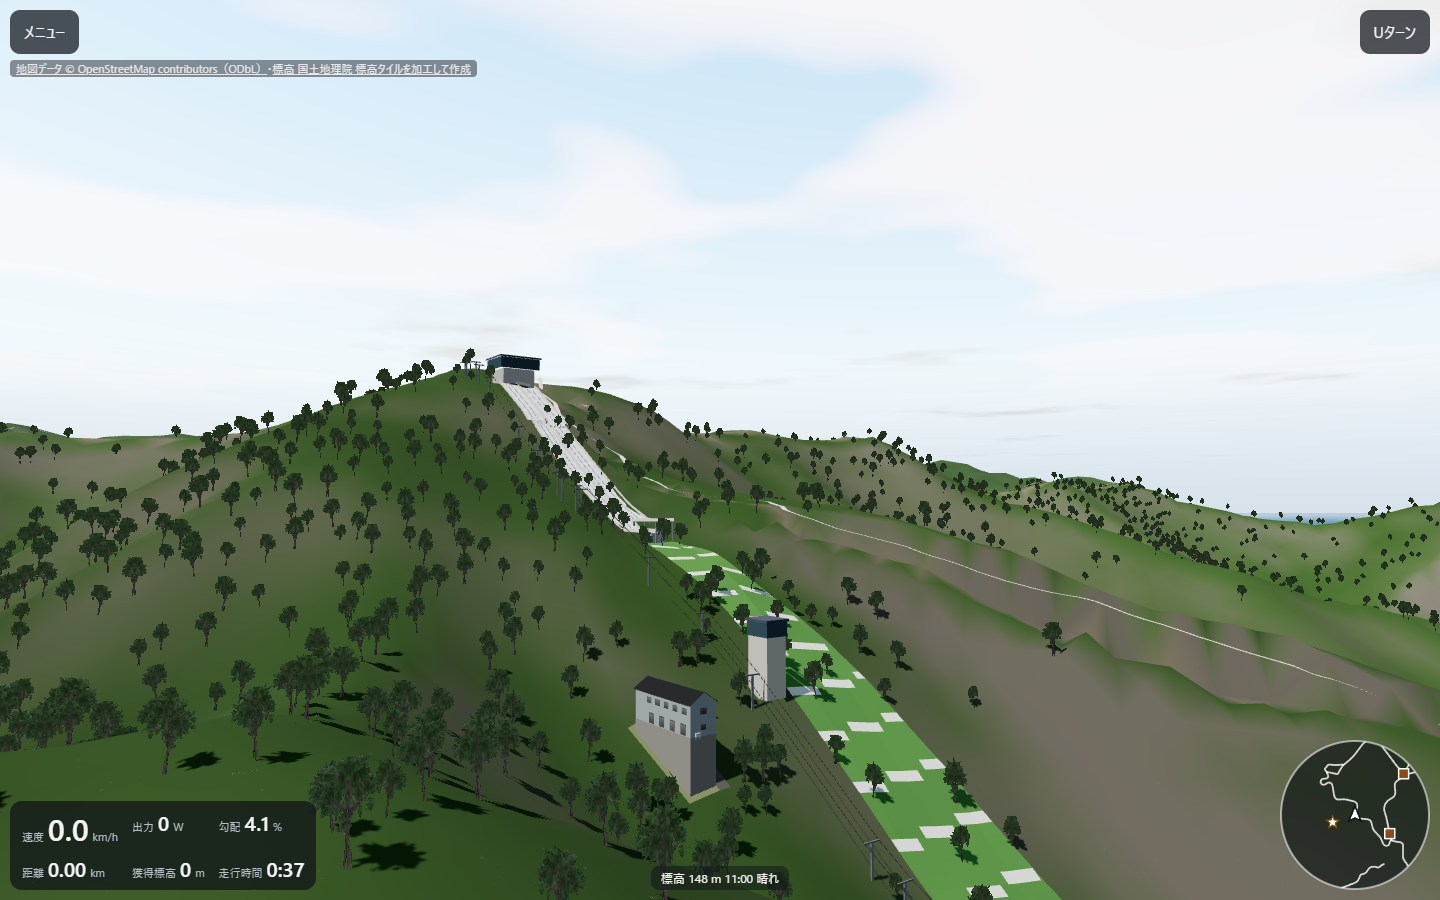 メニュー
Uターン
地図データ © OpenStreetMap contributors（ODbL）・標高 国土地理院 標高タイルを加工して作成
速度 0.0 km/h 出力 0 W 勾配 4.1 %
距離 0.00 km 獲得標高 0 m 走行時間 0:37
標高 148 m 11:00 晴れ